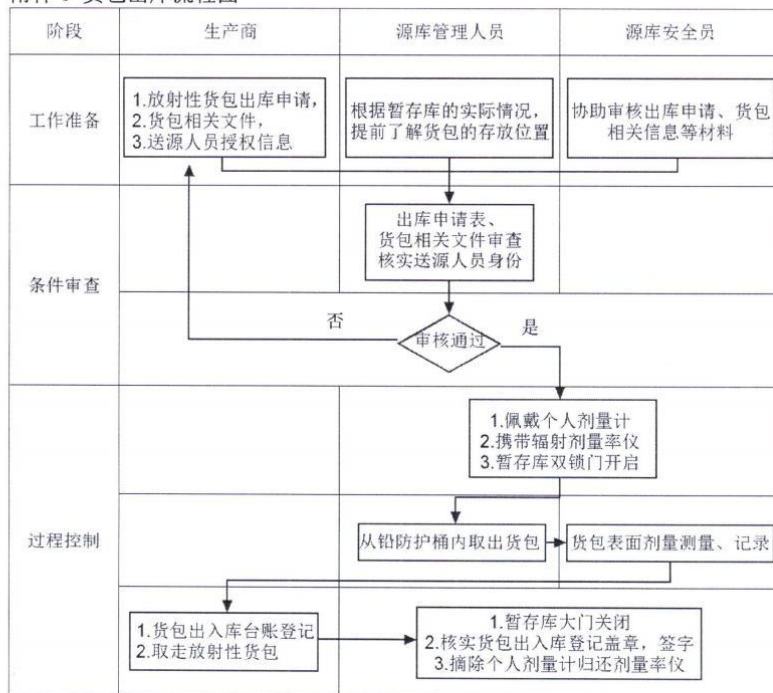 阶段 生产商 源库管理人员 源库安全员
工作准备
1.放射性货包出库申请,
2.货包相关文件,
3.送源人员授权信息
根据暂存库的实际情况,
提前了解货包的存放位置
协助审核出库申请、货包
相关信息等材料
条件审查
出库申请表、
货包相关文件审查
核实送源人员身份
否
审核通过
是
过程控制
1.佩戴个人剂量计
2.携带辐射剂量率仪
3.暂存库双锁门开启
从铅防护桶内取出货包
货包表面剂量测量、记录
1.货包出入库台账登记
2.取走放射性货包
1.暂存库大门关闭
2.核实货包出入库登记盖章，签字
3.摘除个人剂量计归还剂量率仪